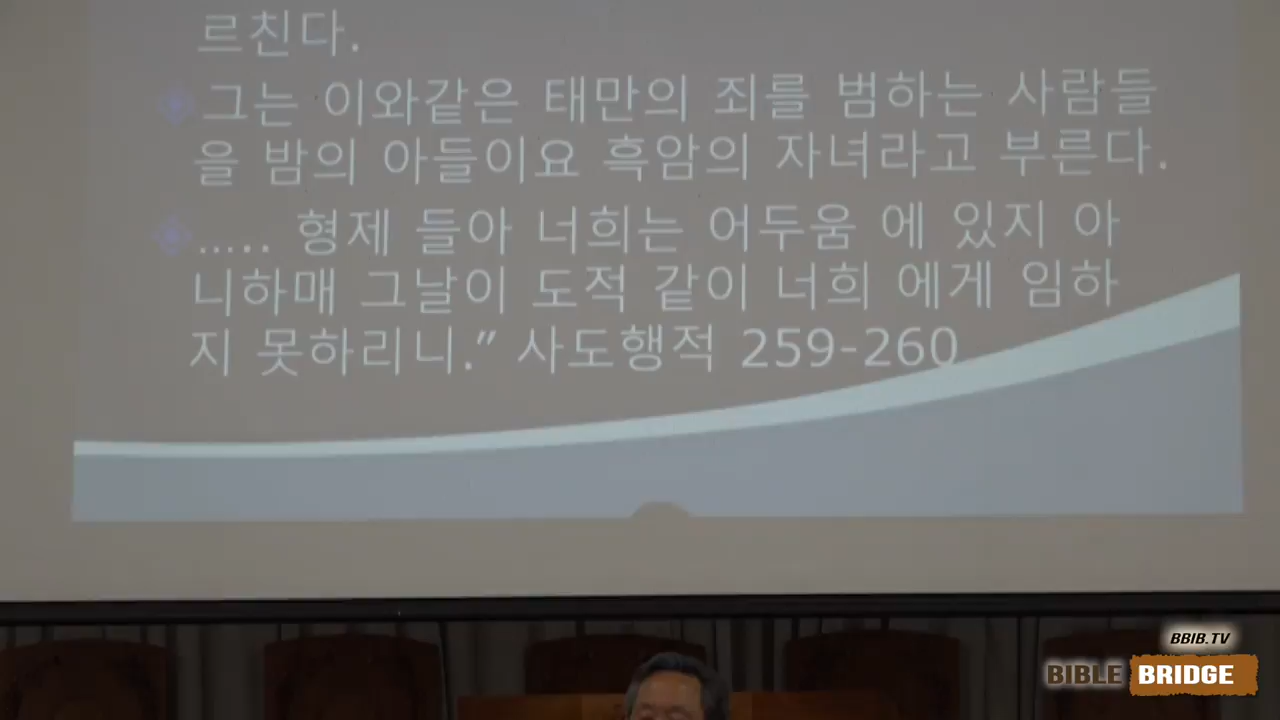 르친다.
그는 이와같은 태만의 죄를 범하는 사람들
을 밤의 아들이요 흑암의 자녀라고 부른다.
..... 형제 들아 너희는 어두움 에 있지 아
니하매 그날이 도적 같이 너희 에게 임하
지 못하리니.” 사도행적 259-260
BBIB.TV
BIBLE BRIDGE